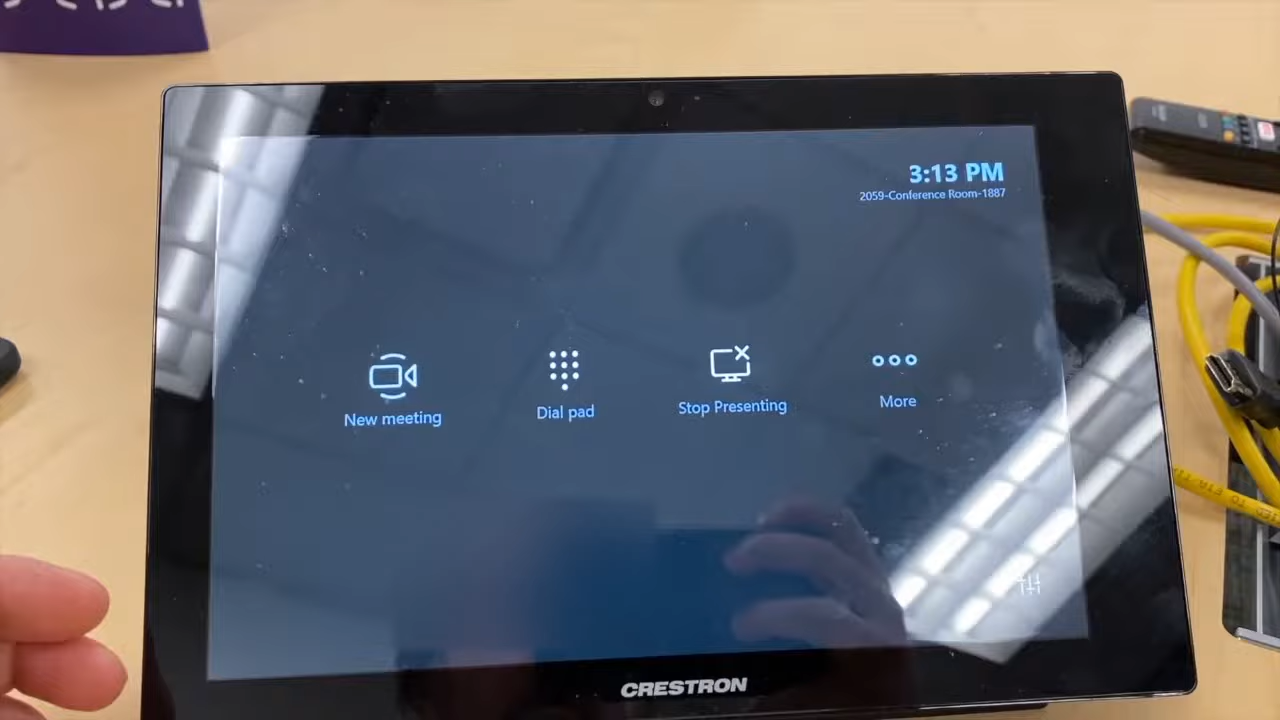 3:13 PM
2059-Conference Room-1887
New meeting
Dial pad
Stop Presenting
More
CRESTRON